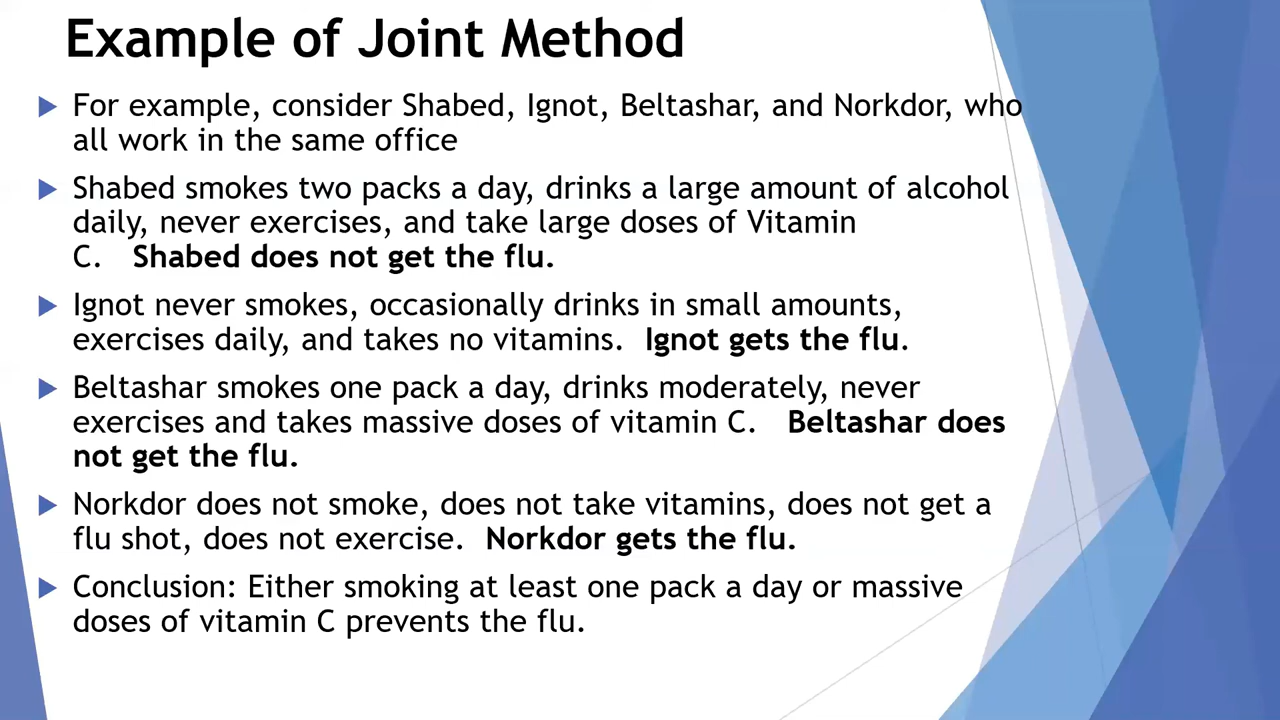 Example of Joint Method
For example, consider Shabed, Ignot, Beltashar, and Norkdor, who
all work in the same office
Shabed smokes two packs a day, drinks a large amount of alcohol
daily, never exercises, and take large doses of Vitamin
C. Shabed does not get the flu.
Ignot never smokes, occasionally drinks in small amounts,
exercises daily, and takes no vitamins. Ignot gets the flu.
Beltashar smokes one pack a day, drinks moderately, never
exercises and takes massive doses of vitamin C. Beltashar does
not get the flu.
Norkdor does not smoke, does not take vitamins, does not get a
flu shot, does not exercise. Norkdor gets the flu.
Conclusion: Either smoking at least one pack a day or massive
doses of vitamin C prevents the flu.